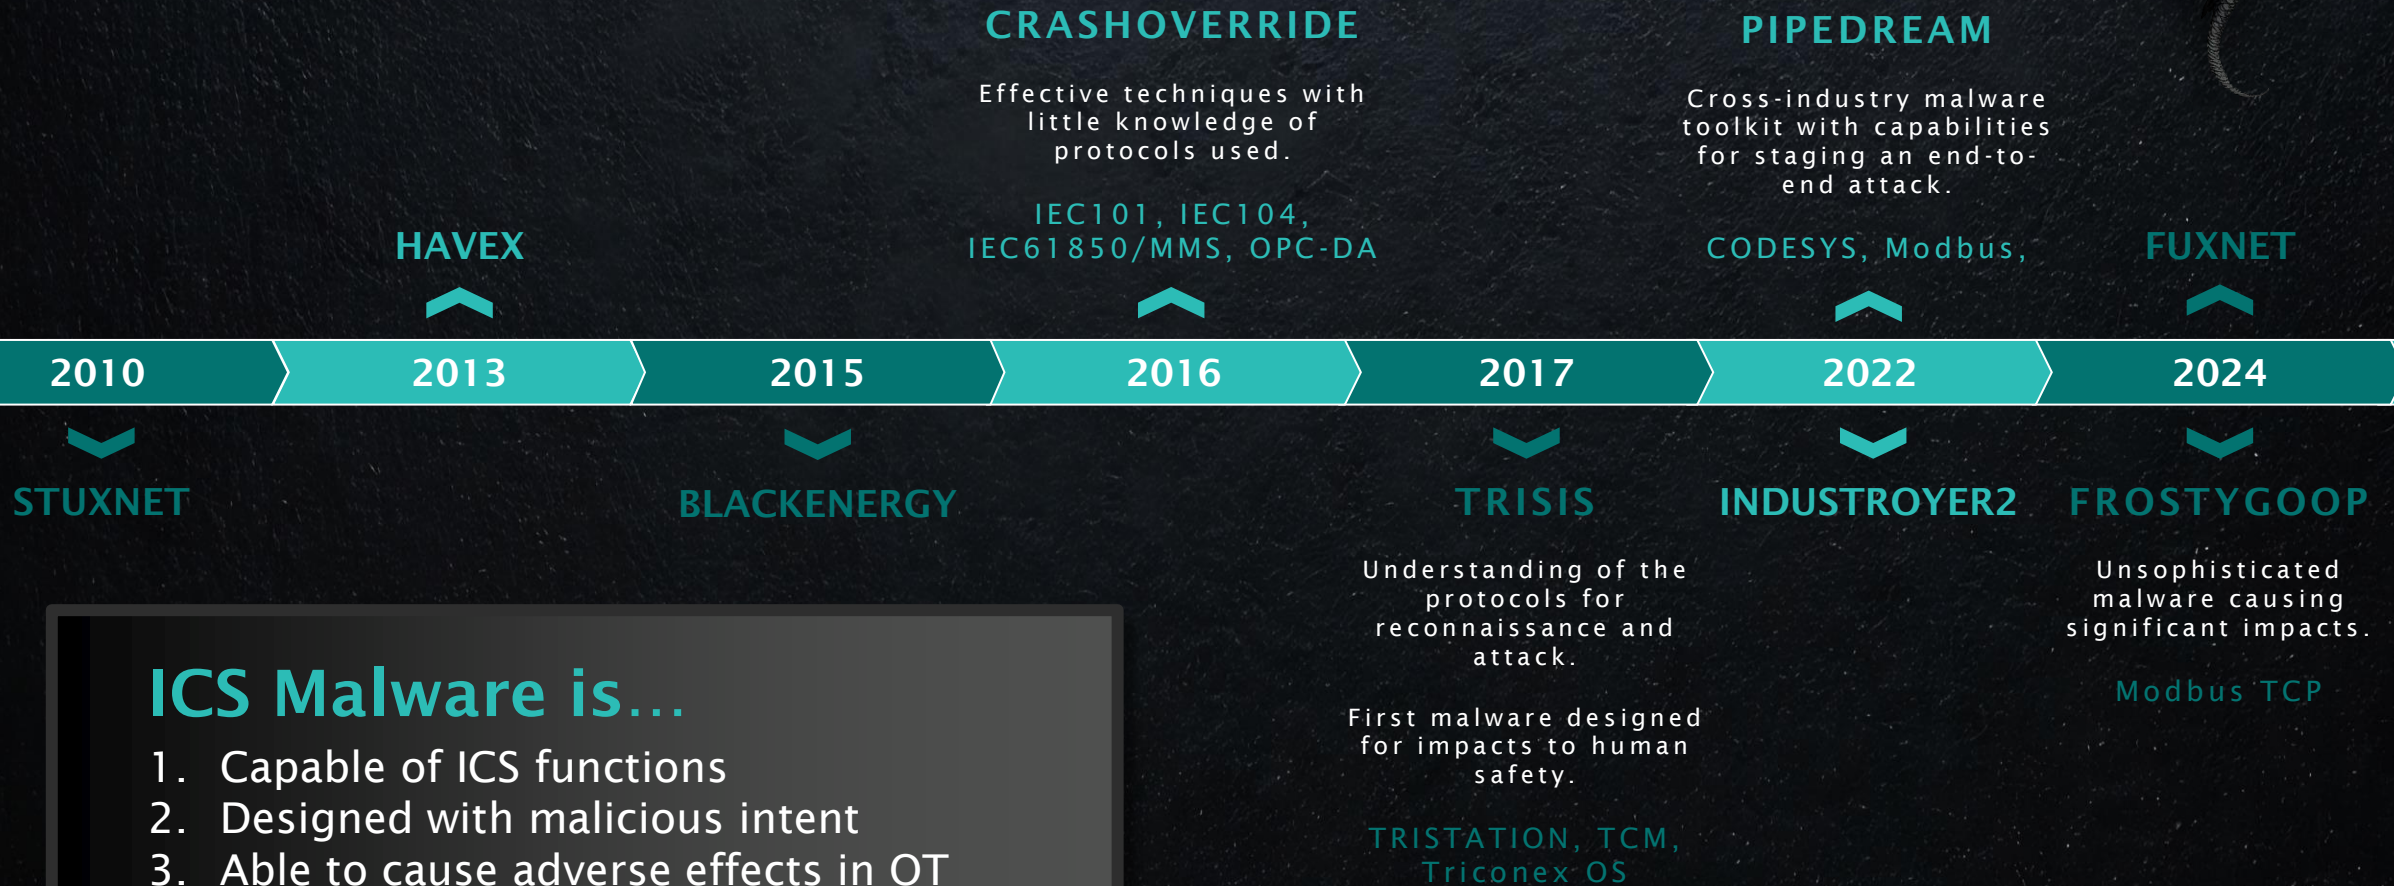 CRASHOVERRIDE
Effective techniques with
little knowledge of
protocols used.
IEC101, IEC104,
IEC61850/MMS, OPC-DA
PIPEDREAM
Cross-industry malware
toolkit with capabilities
for staging an end-to-
end attack.
CODESYS, Modbus,
HAVEX
FUXNET
2010
2013
2015
2016
2017
2022
2024
STUXNET
BLACKENERGY
TRISIS
Understanding of the
protocols for
reconnaissance and
attack.
First malware designed
for impacts to human
safety.
TRISTATION, TCM,
Triconex OS
INDUSTROYER2
FROSTYGOOP
Unsophisticated
malware causing
significant impacts.
Modbus TCP
ICS Malware is...
1. Capable of ICS functions
2. Designed with malicious intent
3. Able to cause adverse effects in OT